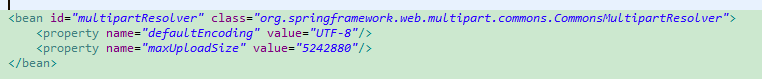 <bean id="multipartResolver" class="org.springframework.web.multipart.commons.CommonsMultipartResolver">
    <property name="defaultEncoding" value="UTF-8"/>
    <property name="maxUploadSize" value="5242880"/>
</bean>